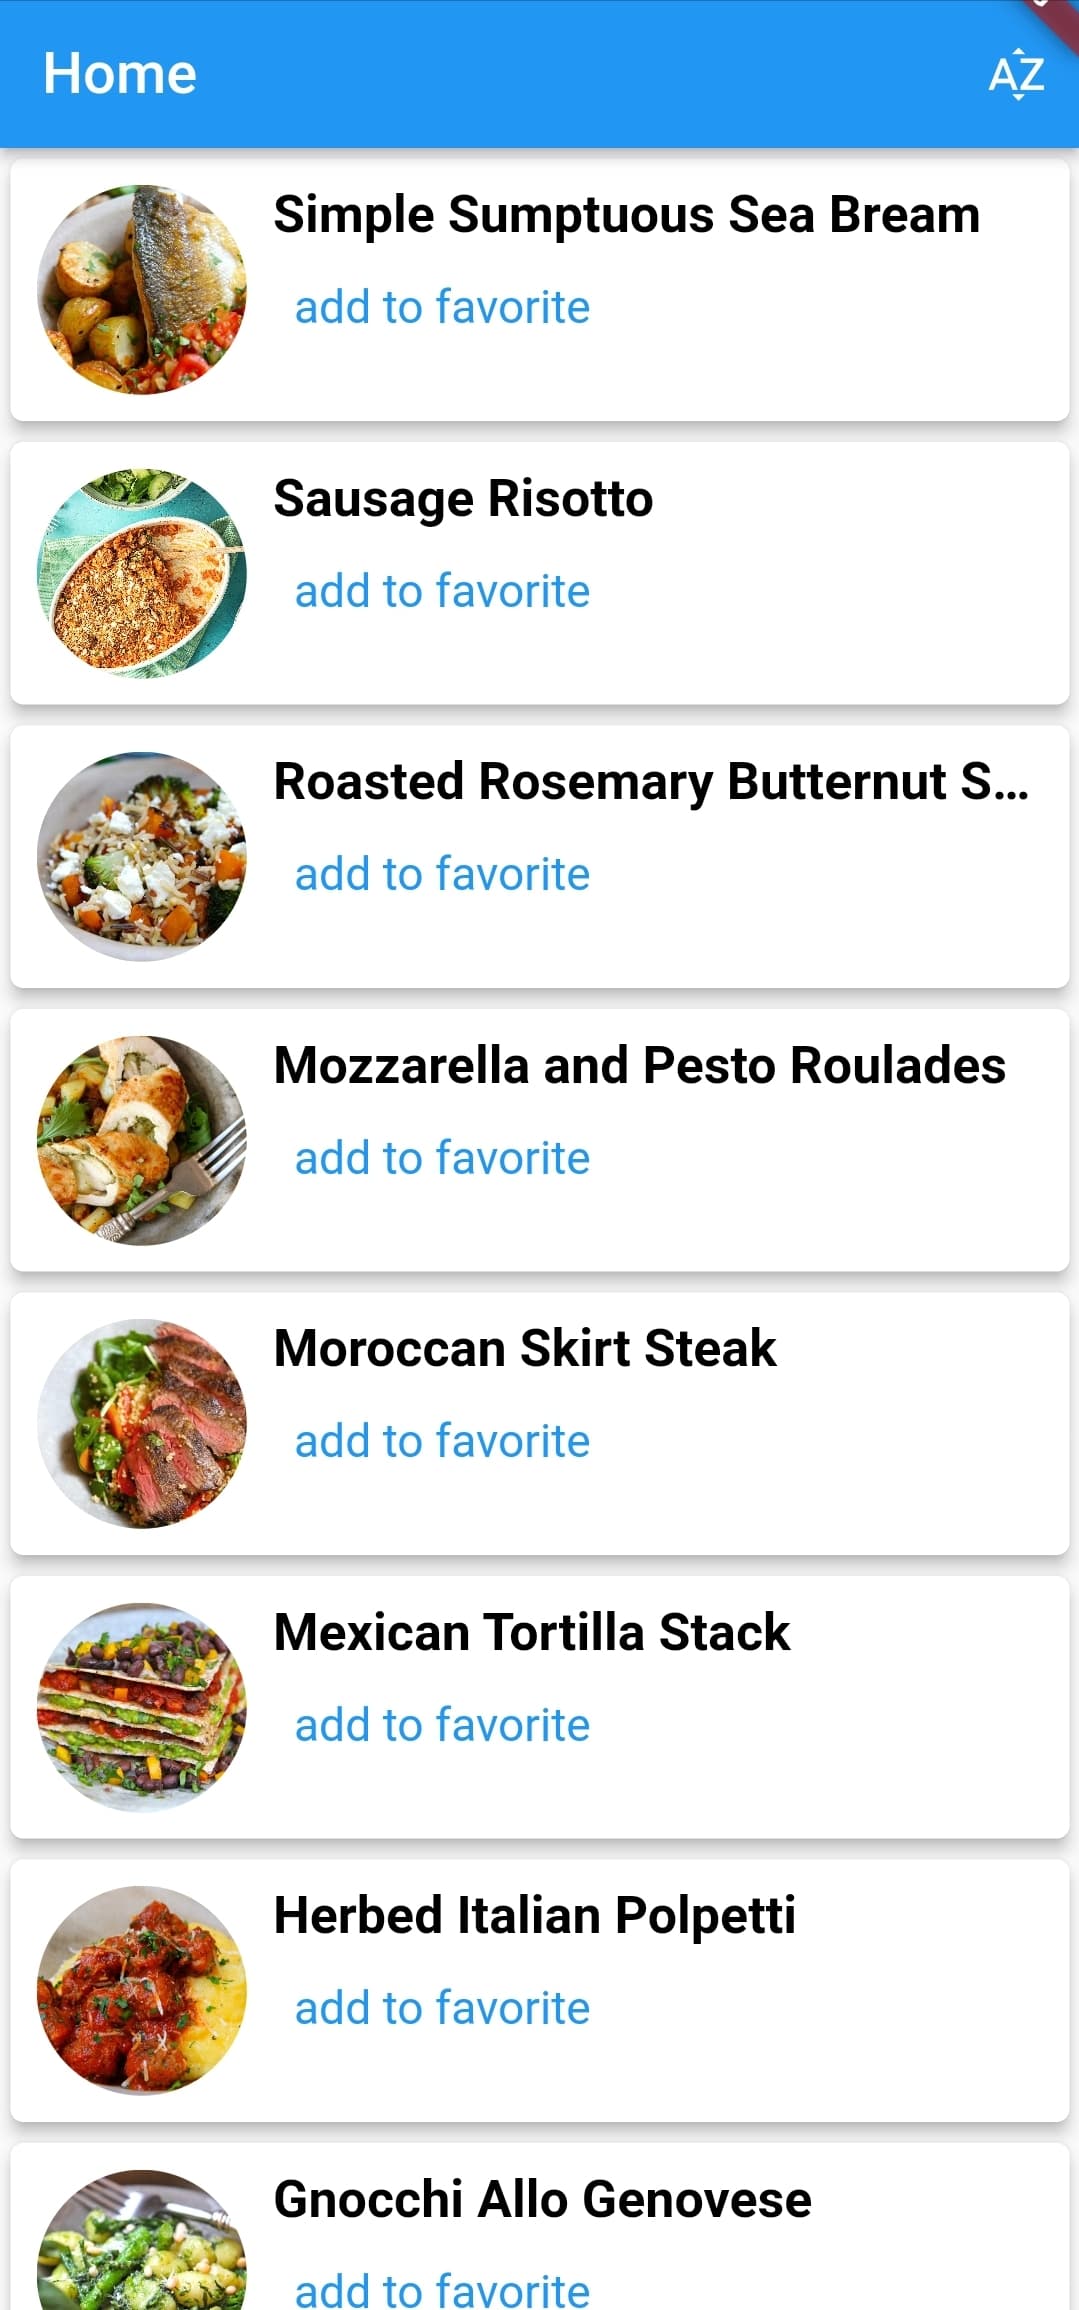 Home
AZ
Simple Sumptuous Sea Bream
add to favorite
Sausage Risotto
add to favorite
Roasted Rosemary Butternut S...
add to favorite
Mozzarella and Pesto Roulades
add to favorite
Moroccan Skirt Steak
add to favorite
Mexican Tortilla Stack
add to favorite
Herbed Italian Polpetti
add to favorite
Gnocchi Allo Genovese
add to favorite